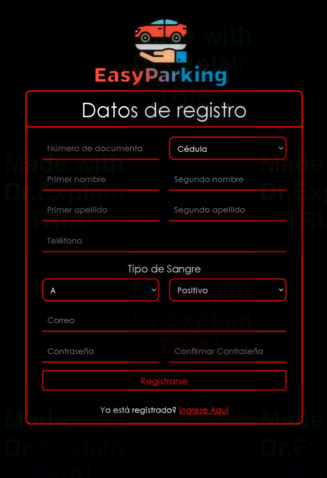 EasyParking
Datos de registro
Número de documento Cédula
Primer nombre Segundo nombre
Primer apellido Segundo apellido
Teléfono
Tipo de Sangre
A Positivo
Correo
Contraseña Confirmar Contraseña
Registrarse
Ya está registrado? Ingrese Aquí
Made with
Dr.Explain